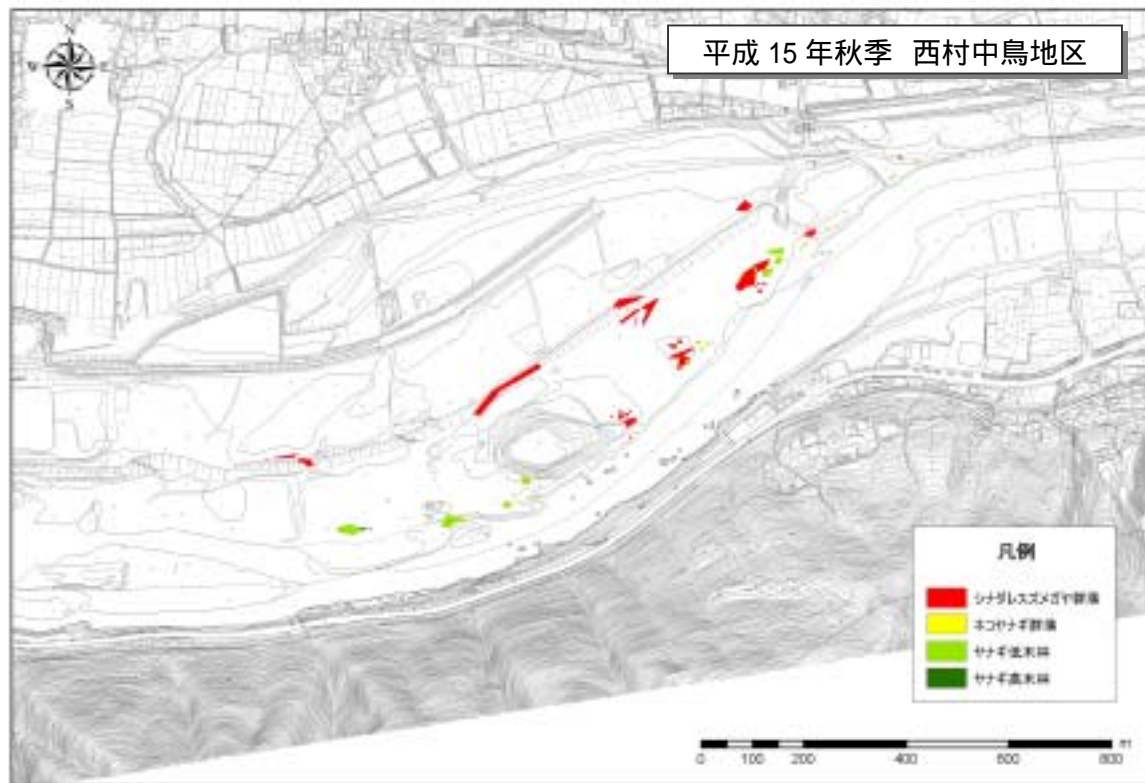 平成 15 年秋季 西村中鳥地区
N
W
E
S
凡例
シナダレスズメガヤ群落
ネコヤナギ群落
ヤナギ低木林
ヤナギ高木林
0 100 200 400 600 800 m